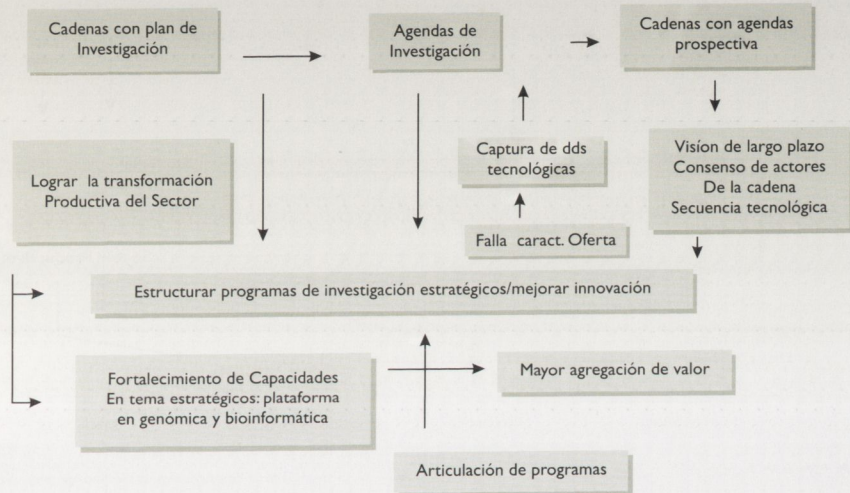 Cadenas con plan de
Investigación
Agendas de
Investigación
Cadenas con agendas
prospectiva
Lograr la transformación
Productiva del Sector
Captura de dds
tecnológicas
Visíon de largo plazo
Consenso de actores
De la cadena
Secuencia tecnológica
Falla caract. Oferta
Estructurar programas de investigación estratégicos/mejorar innovación
Fortalecimiento de Capacidades
En tema estratégicos: plataforma
en genómica y bioinformática
Mayor agregación de valor
Articulación de programas